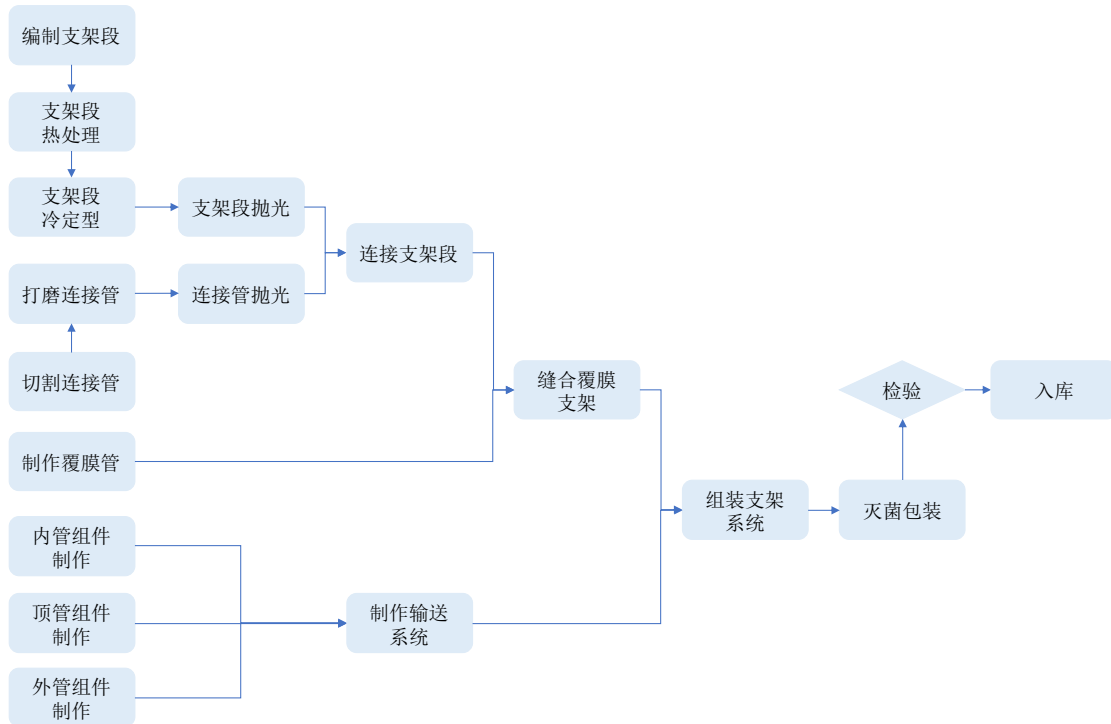 编制支架段
支架段
热处理
支架段
冷定型
支架段抛光
连接支架段
打磨连接管
连接管抛光
切割连接管
缝合覆膜
支架
检验
入库
制作覆膜管
组装支架
系统
灭菌包装
内管组件
制作
顶管组件
制作
制作输送
系统
外管组件
制作